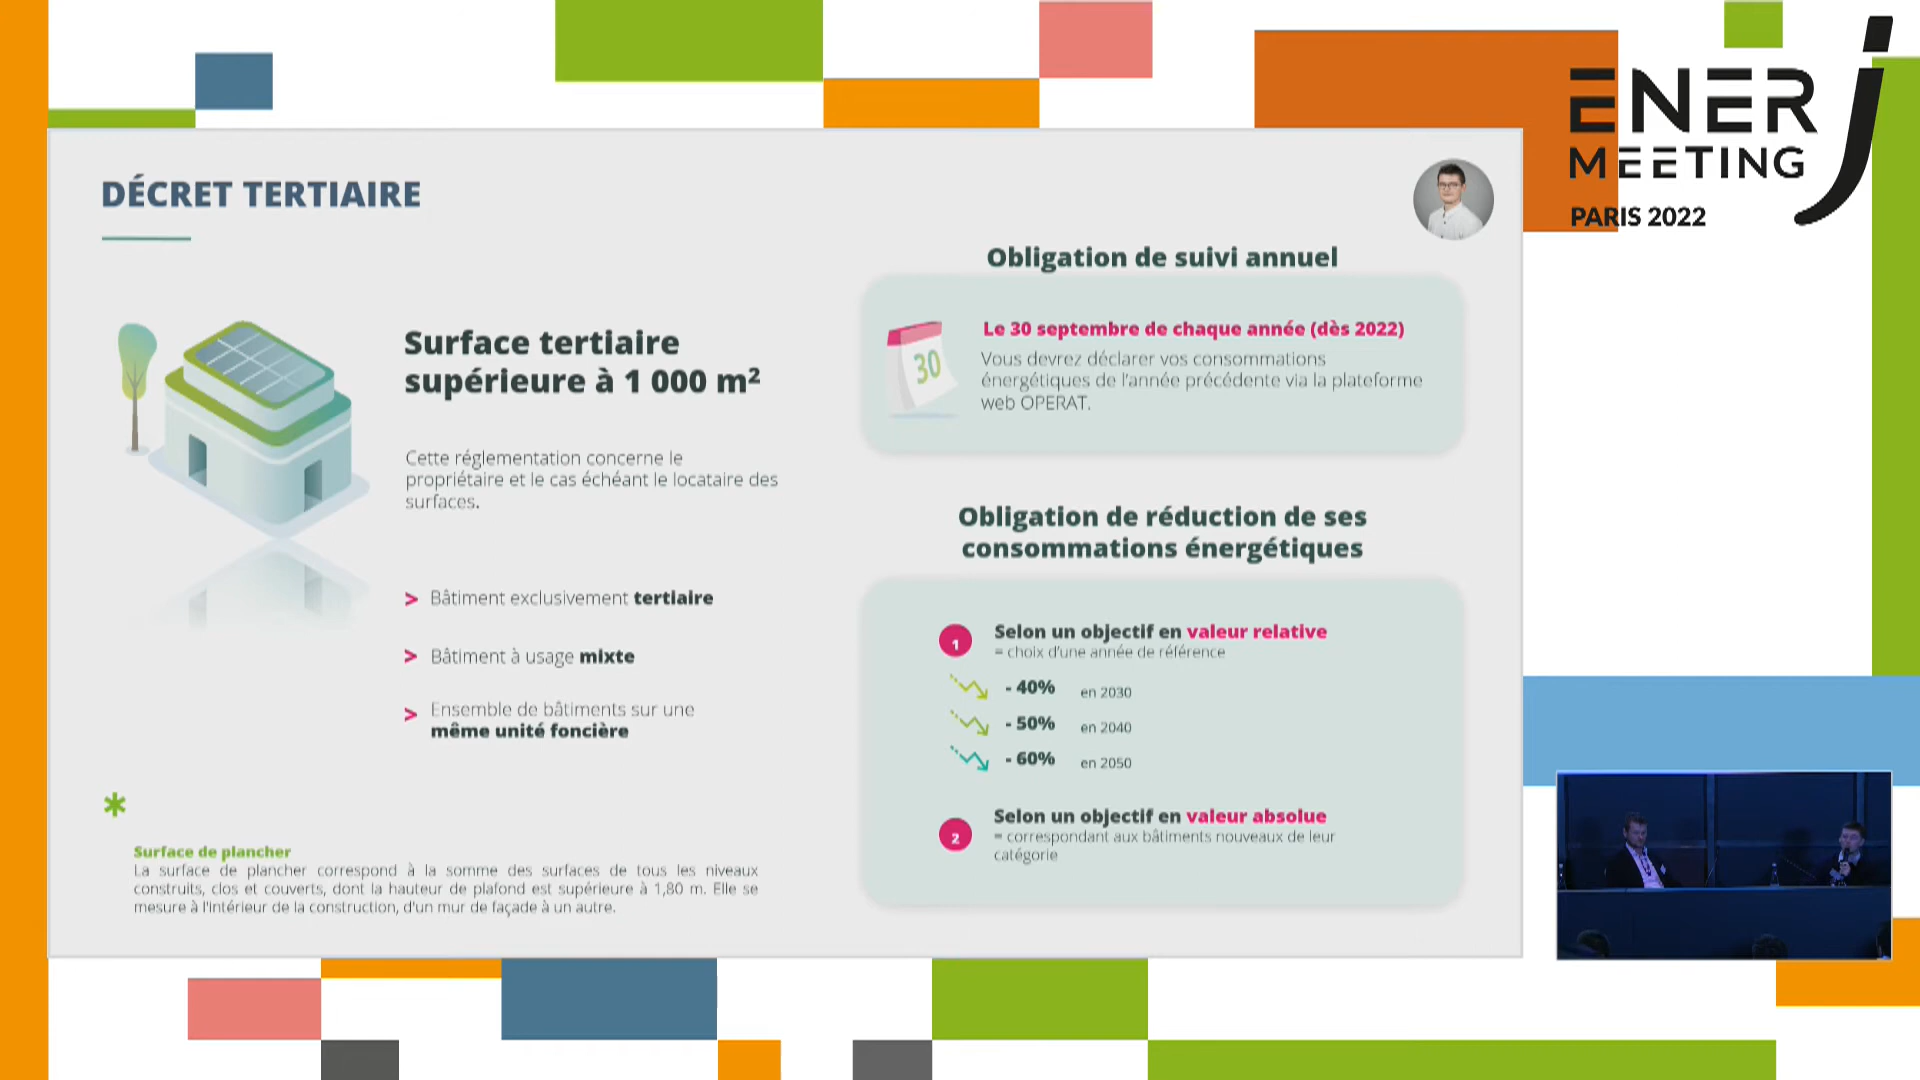 ENERJ
MEETING
PARIS 2022
DÉCRET TERTIAIRE
Surface tertiaire
supérieure à 1 000 m²
Cette réglementation concerne le
propriétaire et le cas échéant le locataire des
surfaces.
> Bâtiment exclusivement tertiaire
> Bâtiment à usage mixte
> Ensemble de bâtiments sur une
même unité foncière
*
Surface de plancher
La surface de plancher correspond à la somme des surfaces de tous les niveaux
construits, clos et couverts, dont la hauteur de plafond est supérieure à 1,80 m. Elle se
mesure à l'intérieur de la construction, d'un mur de façade à un autre.
Obligation de suivi annuel
30
Le 30 septembre de chaque année (dès 2022)
Vous devrez déclarer vos consommations
énergétiques de l'année précédente via la plateforme
web OPERAT.
Obligation de réduction de ses
consommations énergétiques
1 Selon un objectif en valeur relative
= choix d'une année de référence
- 40% en 2030
- 50% en 2040
- 60% en 2050
2 Selon un objectif en valeur absolue
= correspondant aux bâtiments nouveaux de leur
catégorie